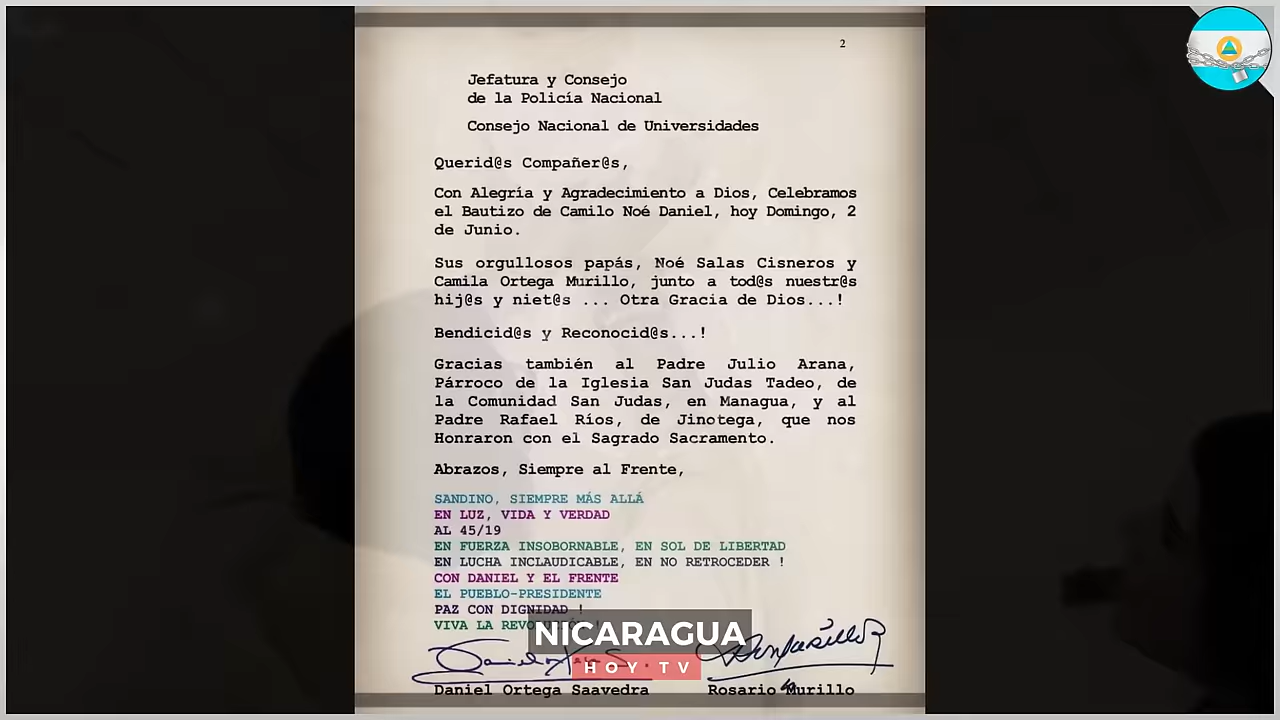 2
Jefatura y Consejo
de la Policía Nacional
Consejo Nacional de Universidades
Querid@s Compañer@s,
Con Alegría y Agradecimiento a Dios, Celebramos
el Bautizo de Camilo Noé Daniel, hoy Domingo, 2
de Junio.
Sus orgullosos papás, Noé Salas Cisneros y
Camila Ortega Murillo, junto a tod@s nuestr@s
hij@s y niet@s ... Otra Gracia de Dios...!
Bendicid@s y Reconocid@s...!
Gracias también al Padre Julio Arana,
Párroco de la Iglesia San Judas Tadeo, de
la Comunidad San Judas, en Managua, y al
Padre Rafael Ríos, de Jinotega, que nos
Honraron con el Sagrado Sacramento.
Abrazos, Siempre al Frente,
SANDINO, SIEMPRE MÁS ALLÁ
EN LUZ, VIDA Y VERDAD
AL 45/19
EN FUERZA INSOBORNABLE, EN SOL DE LIBERTAD
EN LUCHA INCLAUDICABLE, EN NO RETROCEDER !
CON DANIEL Y EL FRENTE
EL PUEBLO-PRESIDENTE
PAZ CON DIGNIDAD !
VIVA LA REVOLUCIÓN !
NICARAGUA
HOY TV
Daniel Ortega Saavedra Rosario Murillo